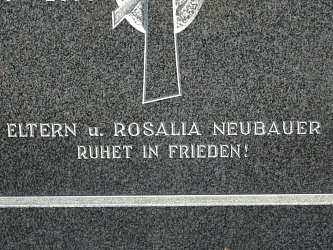 ELTERN u. ROSALIA NEUBAUER
RUHET IN FRIEDEN!